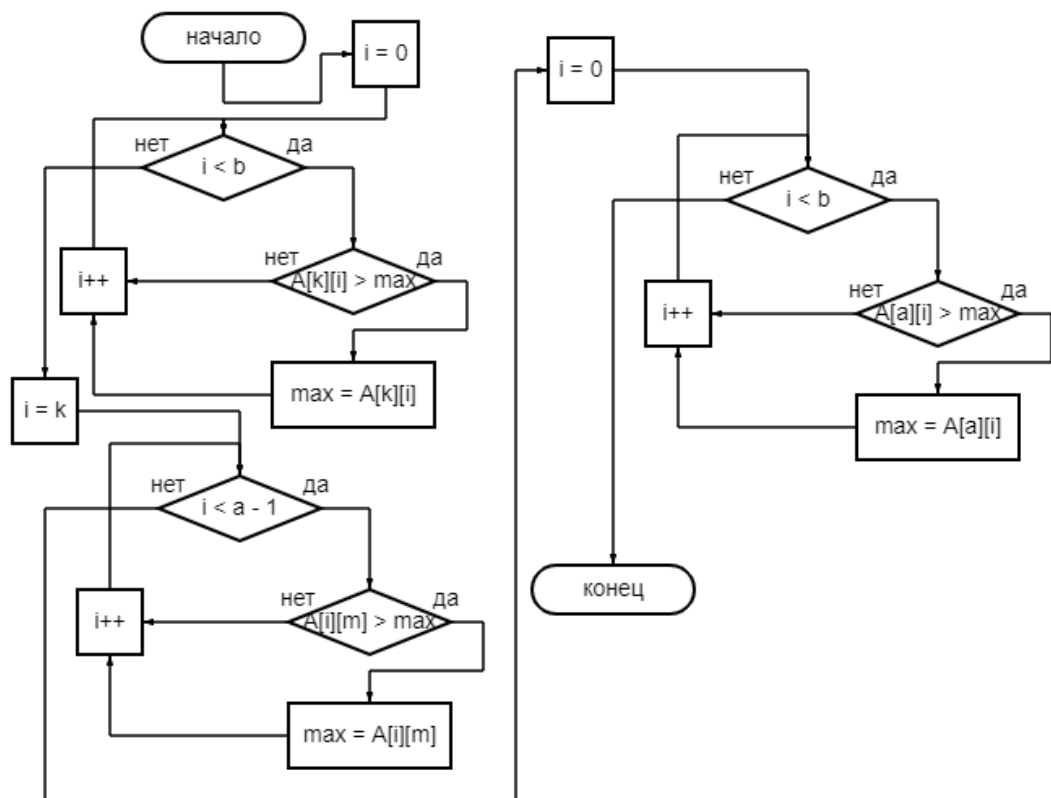 начало
i = 0
нет
да
i < b
нет
да
A[k][i] > max
i++
max = A[k][i]
i = k
нет
да
i < a - 1
нет
да
A[i][m] > max
i++
max = A[i][m]
i = 0
нет
да
i < b
нет
да
A[a][i] > max
i++
max = A[a][i]
конец